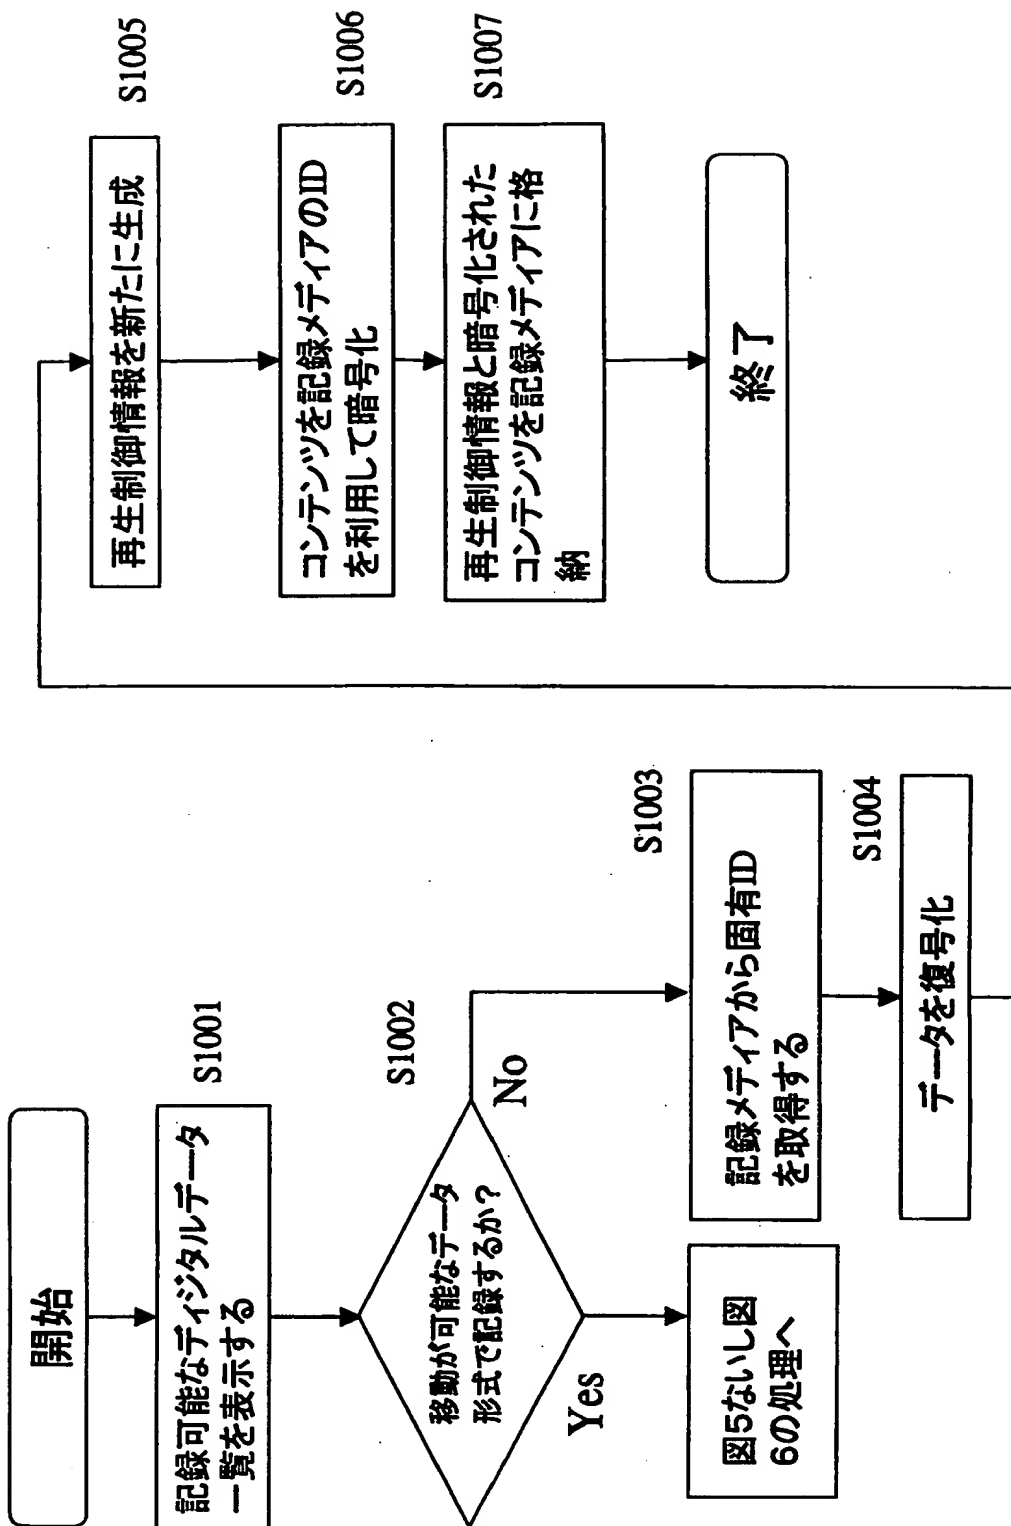 開始
記録可能なディジタルデータ
一覧を表示する
S1001
移動が可能なデータ
形式で記録するか?
S1002
Yes
No
図5ないし図
6の処理へ
記録メディアから固有ID
を取得する
S1003
データを復号化
S1004
再生制御情報を新たに生成
S1005
コンテンツを記録メディアのID
を利用して暗号化
S1006
再生制御情報と暗号化された
コンテンツを記録メディアに格
納
S1007
終了